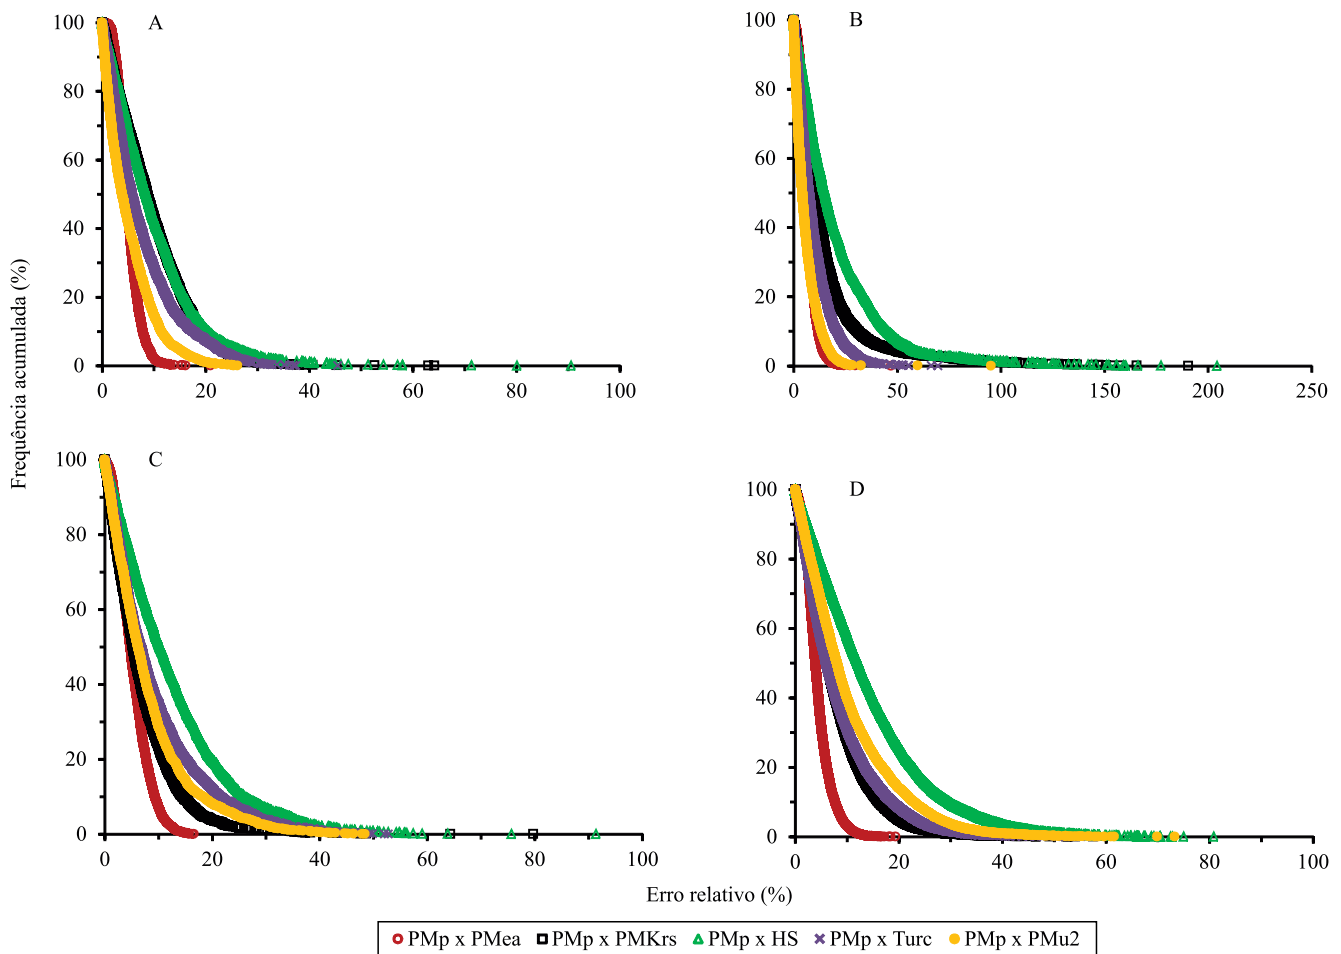 A
100
80
60
40
20
0
0 20 40 60 80 100
B
100
80
60
40
20
0
0 50 100 150 200 250
Frequência acumulada (%)
C
100
80
60
40
20
0
0 20 40 60 80 100
D
100
80
60
40
20
0
0 20 40 60 80 100
Erro relativo (%)
PMp x PMea PMp x PMKrs PMp x HS PMp x Turc PMp x PMu2